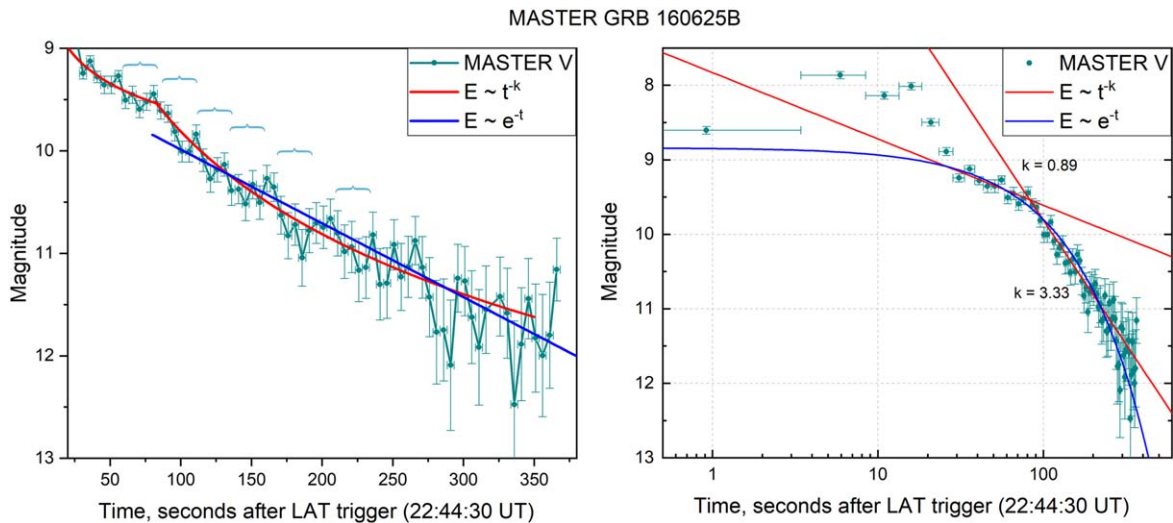 MASTER GRB 160625B
9
10
11
12
13
Magnitude
50
100
150
200
250
300
350
Time, seconds after LAT trigger (22:44:30 UT)
MASTER V
E ~ t-k
E ~ e-t
8
9
10
11
12
13
Magnitude
1
10
100
Time, seconds after LAT trigger (22:44:30 UT)
MASTER V
E ~ t-k
E ~ e-t
k = 0.89
k = 3.33